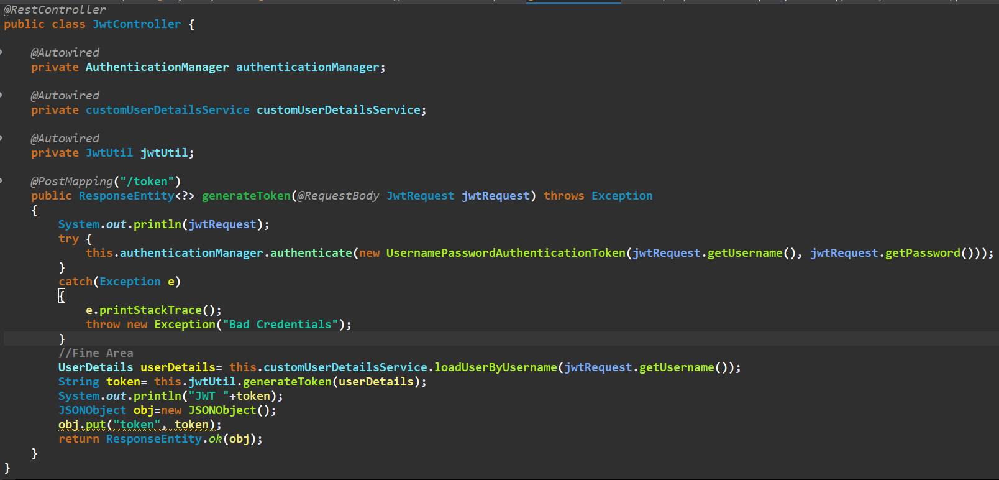 @RestController
public class JwtController {
@Autowired
private AuthenticationManager authenticationManager;
@Autowired
private customUserDetailsService customUserDetailsService;
@Autowired
private JwtUtil jwtUtil;
@PostMapping("/token")
public ResponseEntity<?> generateToken(@RequestBody JwtRequest jwtRequest) throws Exception
{
System.out.println(jwtRequest);
try {
this.authenticationManager.authenticate(new UsernamePasswordAuthenticationToken(jwtRequest.getUsername(), jwtRequest.getPassword()));
}
catch(Exception e)
{
e.printStackTrace();
throw new Exception("Bad Credentials");
}
//Fine Area
UserDetails userDetails= this.customUserDetailsService.loadUserByUsername(jwtRequest.getUsername());
String token= this.jwtUtil.generateToken(userDetails);
System.out.println("JWT "+token);
JSONObject obj=new JSONObject();
obj.put("token", token);
return ResponseEntity.ok(obj);
}
}